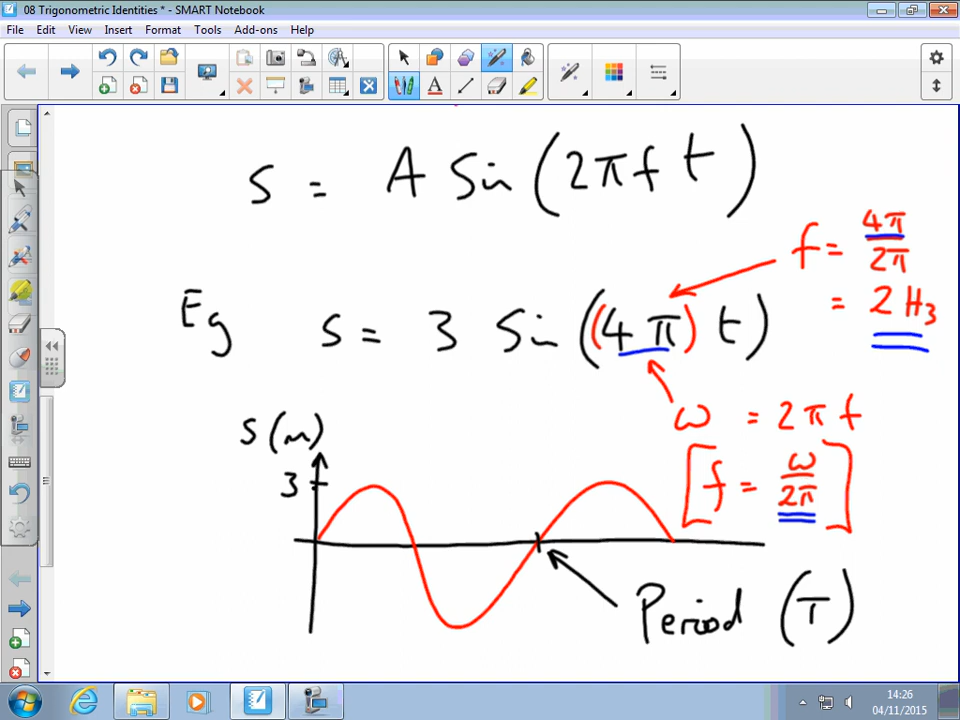 08 Trigonometric Identities * - SMART Notebook
File Edit View Insert Format Tools Add-ons Help
s = A Sin (2πf t)
f = 4π/2π
= 2 Hz
Eg s = 3 Sin ((4π) t)
ω = 2πf
[f = ω/2π]
s (m)
3
Period (T)
14:26
04/11/2015